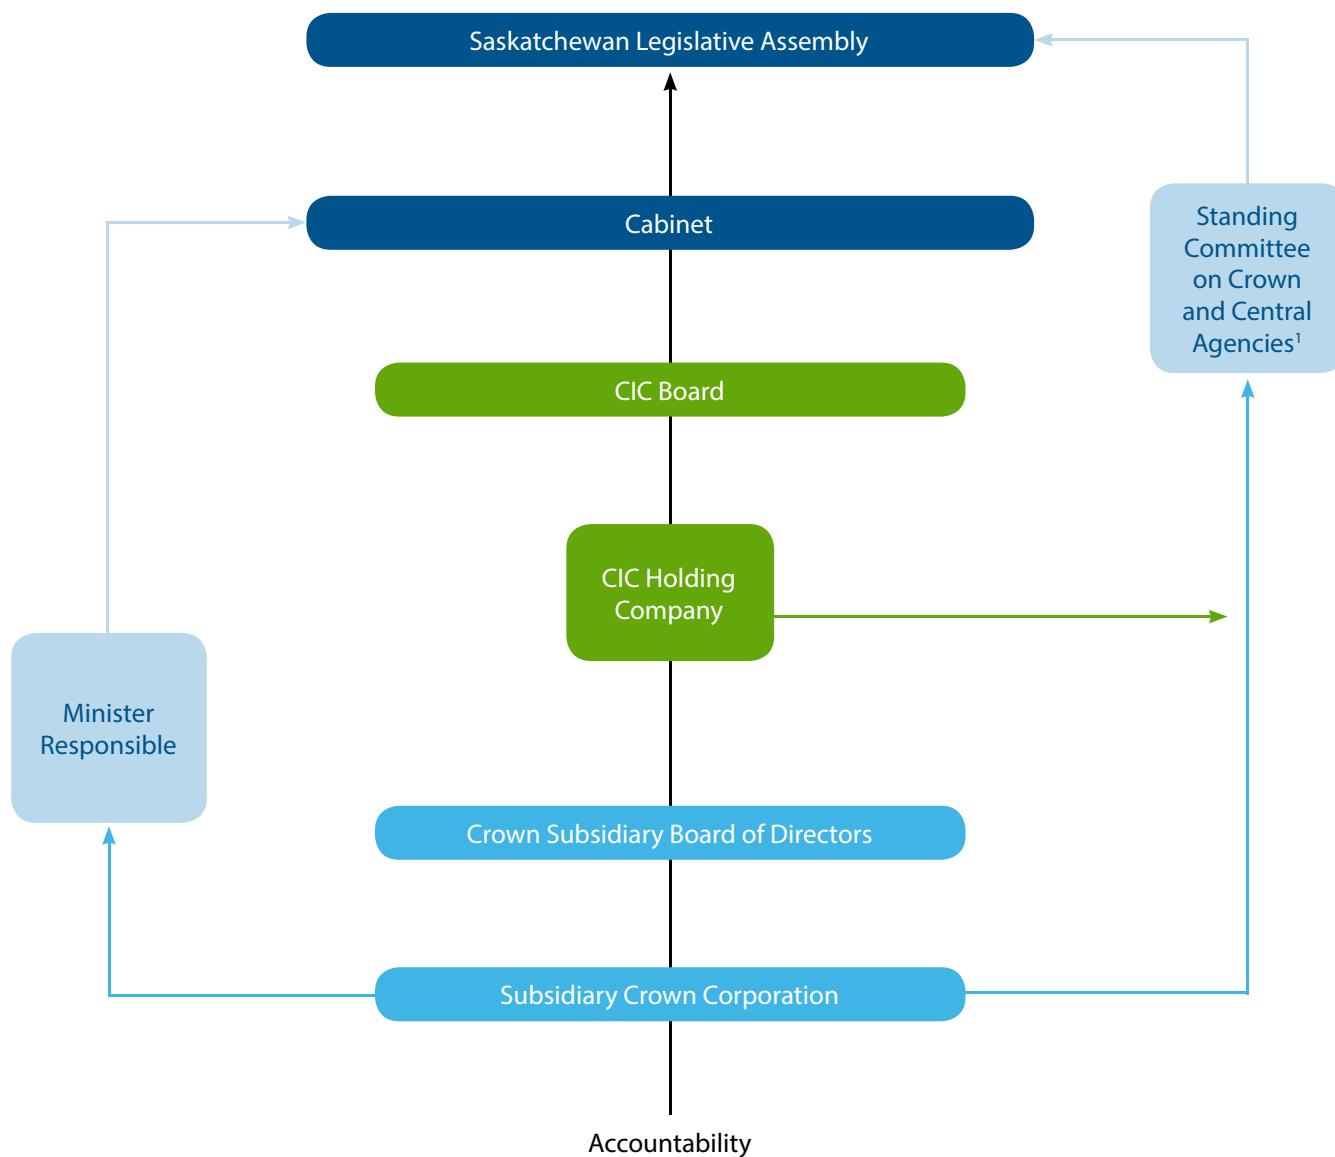 Saskatchewan Legislative Assembly
Cabinet
Standing
Committee
on Crown
and Central
Agencies¹
CIC Board
CIC Holding
Company
Minister
Responsible
Crown Subsidiary Board of Directors
Subsidiary Crown Corporation
Accountability